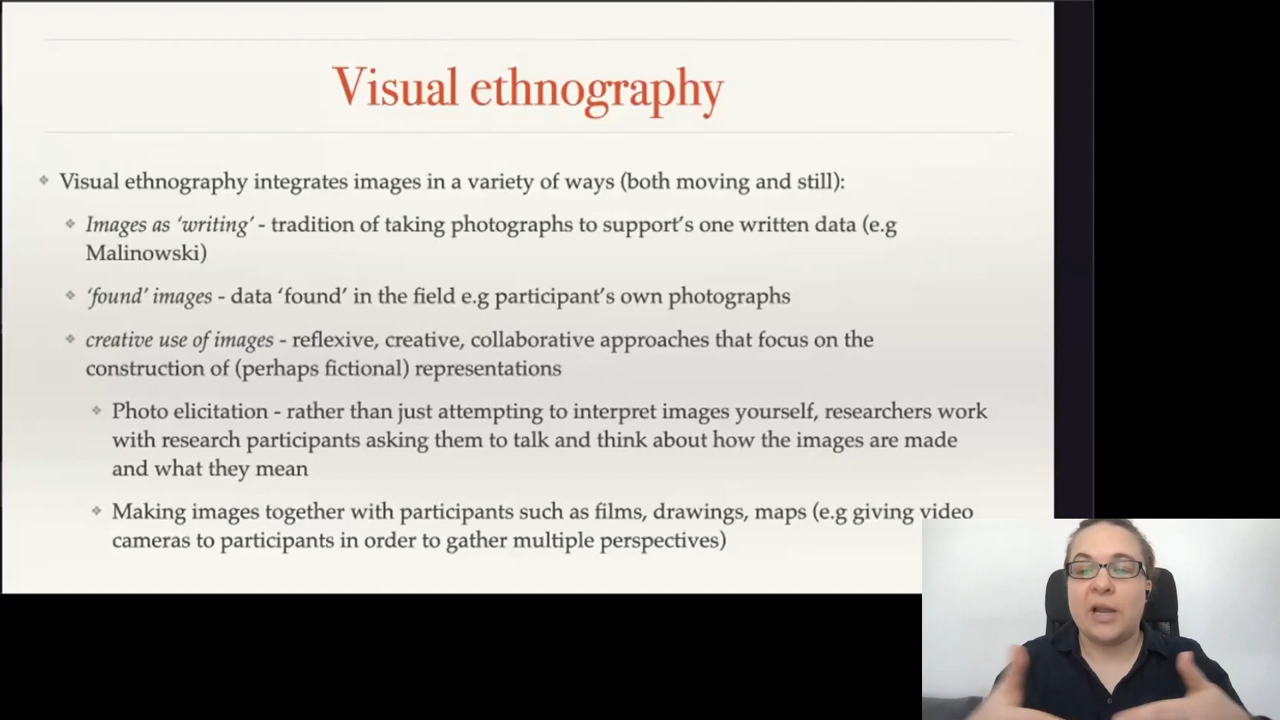 Visual ethnography
❖ Visual ethnography integrates images in a variety of ways (both moving and still):
❖ Images as ‘writing’ - tradition of taking photographs to support’s one written data (e.g
Malinowski)
❖ ‘found’ images - data ‘found’ in the field e.g participant’s own photographs
❖ creative use of images - reflexive, creative, collaborative approaches that focus on the
construction of (perhaps fictional) representations
❖ Photo elicitation - rather than just attempting to interpret images yourself, researchers work
with research participants asking them to talk and think about how the images are made
and what they mean
❖ Making images together with participants such as films, drawings, maps (e.g giving video
cameras to participants in order to gather multiple perspectives)